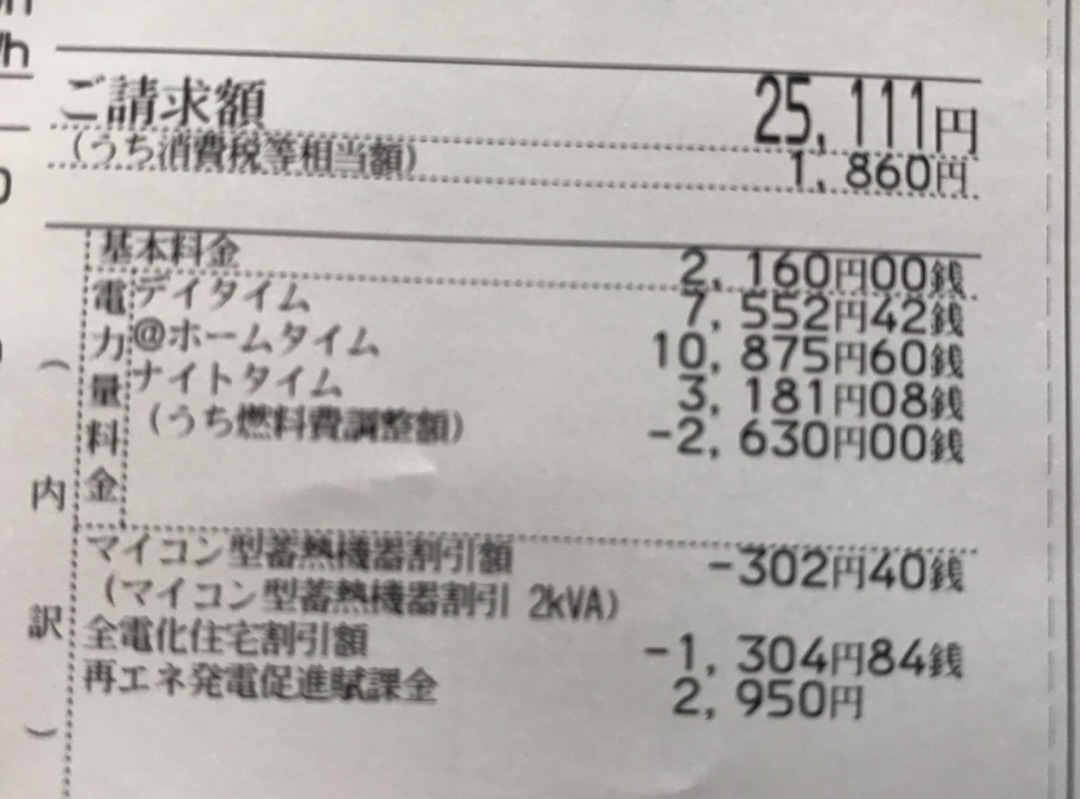 ご請求額 25,111円
(うち消費税等相当額) 1,860円
基本料金 2,160円00銭
電力量料金
デイタイム 7,552円42銭
@ホームタイム 10,875円60銭
ナイトタイム 3,181円08銭
(うち燃料費調整額) -2,630円00銭
マイコン型蓄熱機器割引額 -302円40銭
(マイコン型蓄熱機器割引 2kVA)
全電化住宅割引額 -1,304円84銭
再エネ発電促進賦課金 2,950円
(内訳)